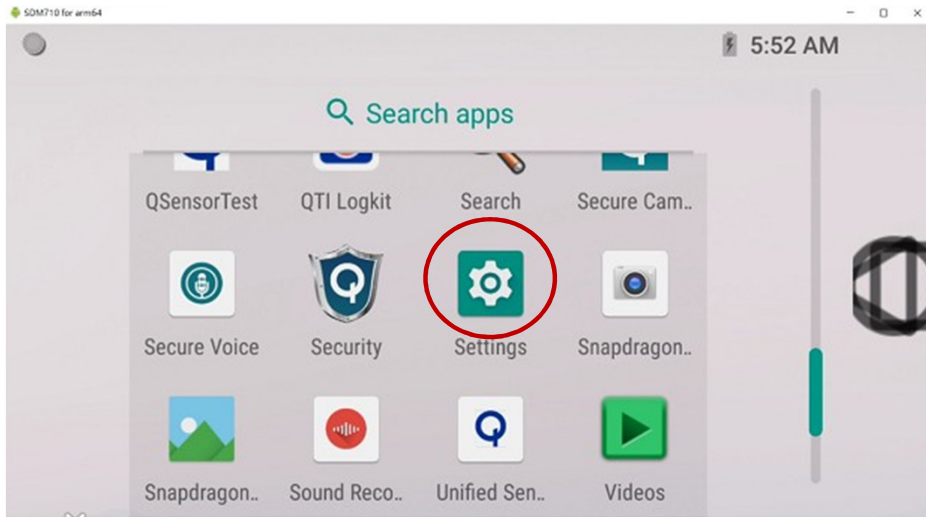 SDM710 for arm64
5:52 AM
Search apps
QSensorTest QTI Logkit Search Secure Cam..
Secure Voice Security Settings Snapdragon..
Snapdragon.. Sound Reco.. Unified Sen.. Videos